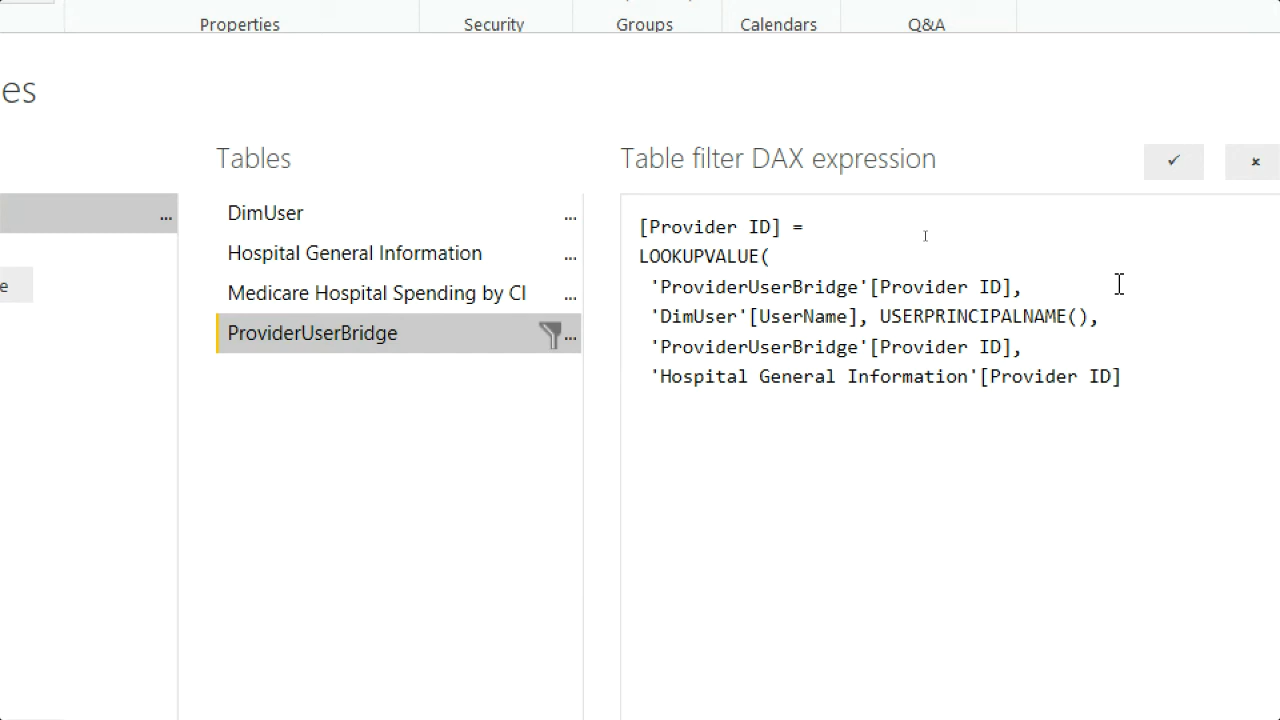 Properties
Security
Groups
Calendars
Q&A
es
Tables
Table filter DAX expression
...
e
DimUser ...
Hospital General Information ...
Medicare Hospital Spending by Cl ...
ProviderUserBridge ...
[Provider ID] =
LOOKUPVALUE(
'ProviderUserBridge'[Provider ID],
'DimUser'[UserName], USERPRINCIPALNAME(),
'ProviderUserBridge'[Provider ID],
'Hospital General Information'[Provider ID]